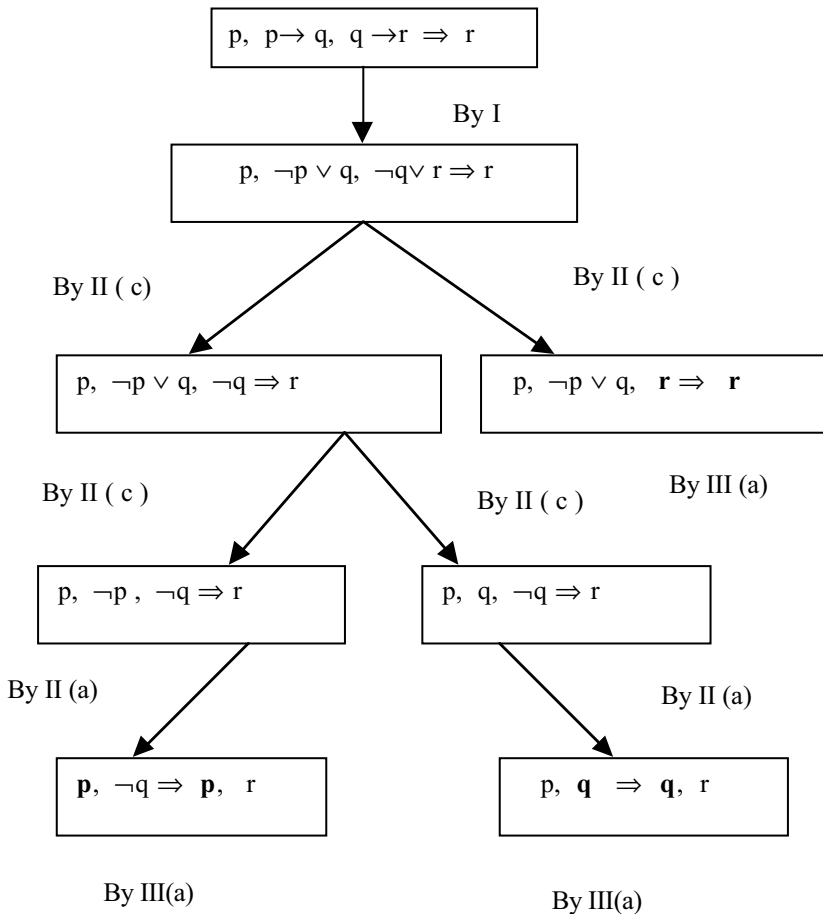 p, p→ q, q →r ⇒ r
By I
p, ¬p ∨ q, ¬q∨ r ⇒ r
By II ( c)
By II ( c )
p, ¬p ∨ q, ¬q ⇒ r
p, ¬p ∨ q, r ⇒ r
By III (a)
By II ( c )
By II ( c )
p, ¬p , ¬q ⇒ r
p, q, ¬q ⇒ r
By II (a)
By II (a)
p, ¬q ⇒ p, r
p, q ⇒ q, r
By III(a)
By III(a)